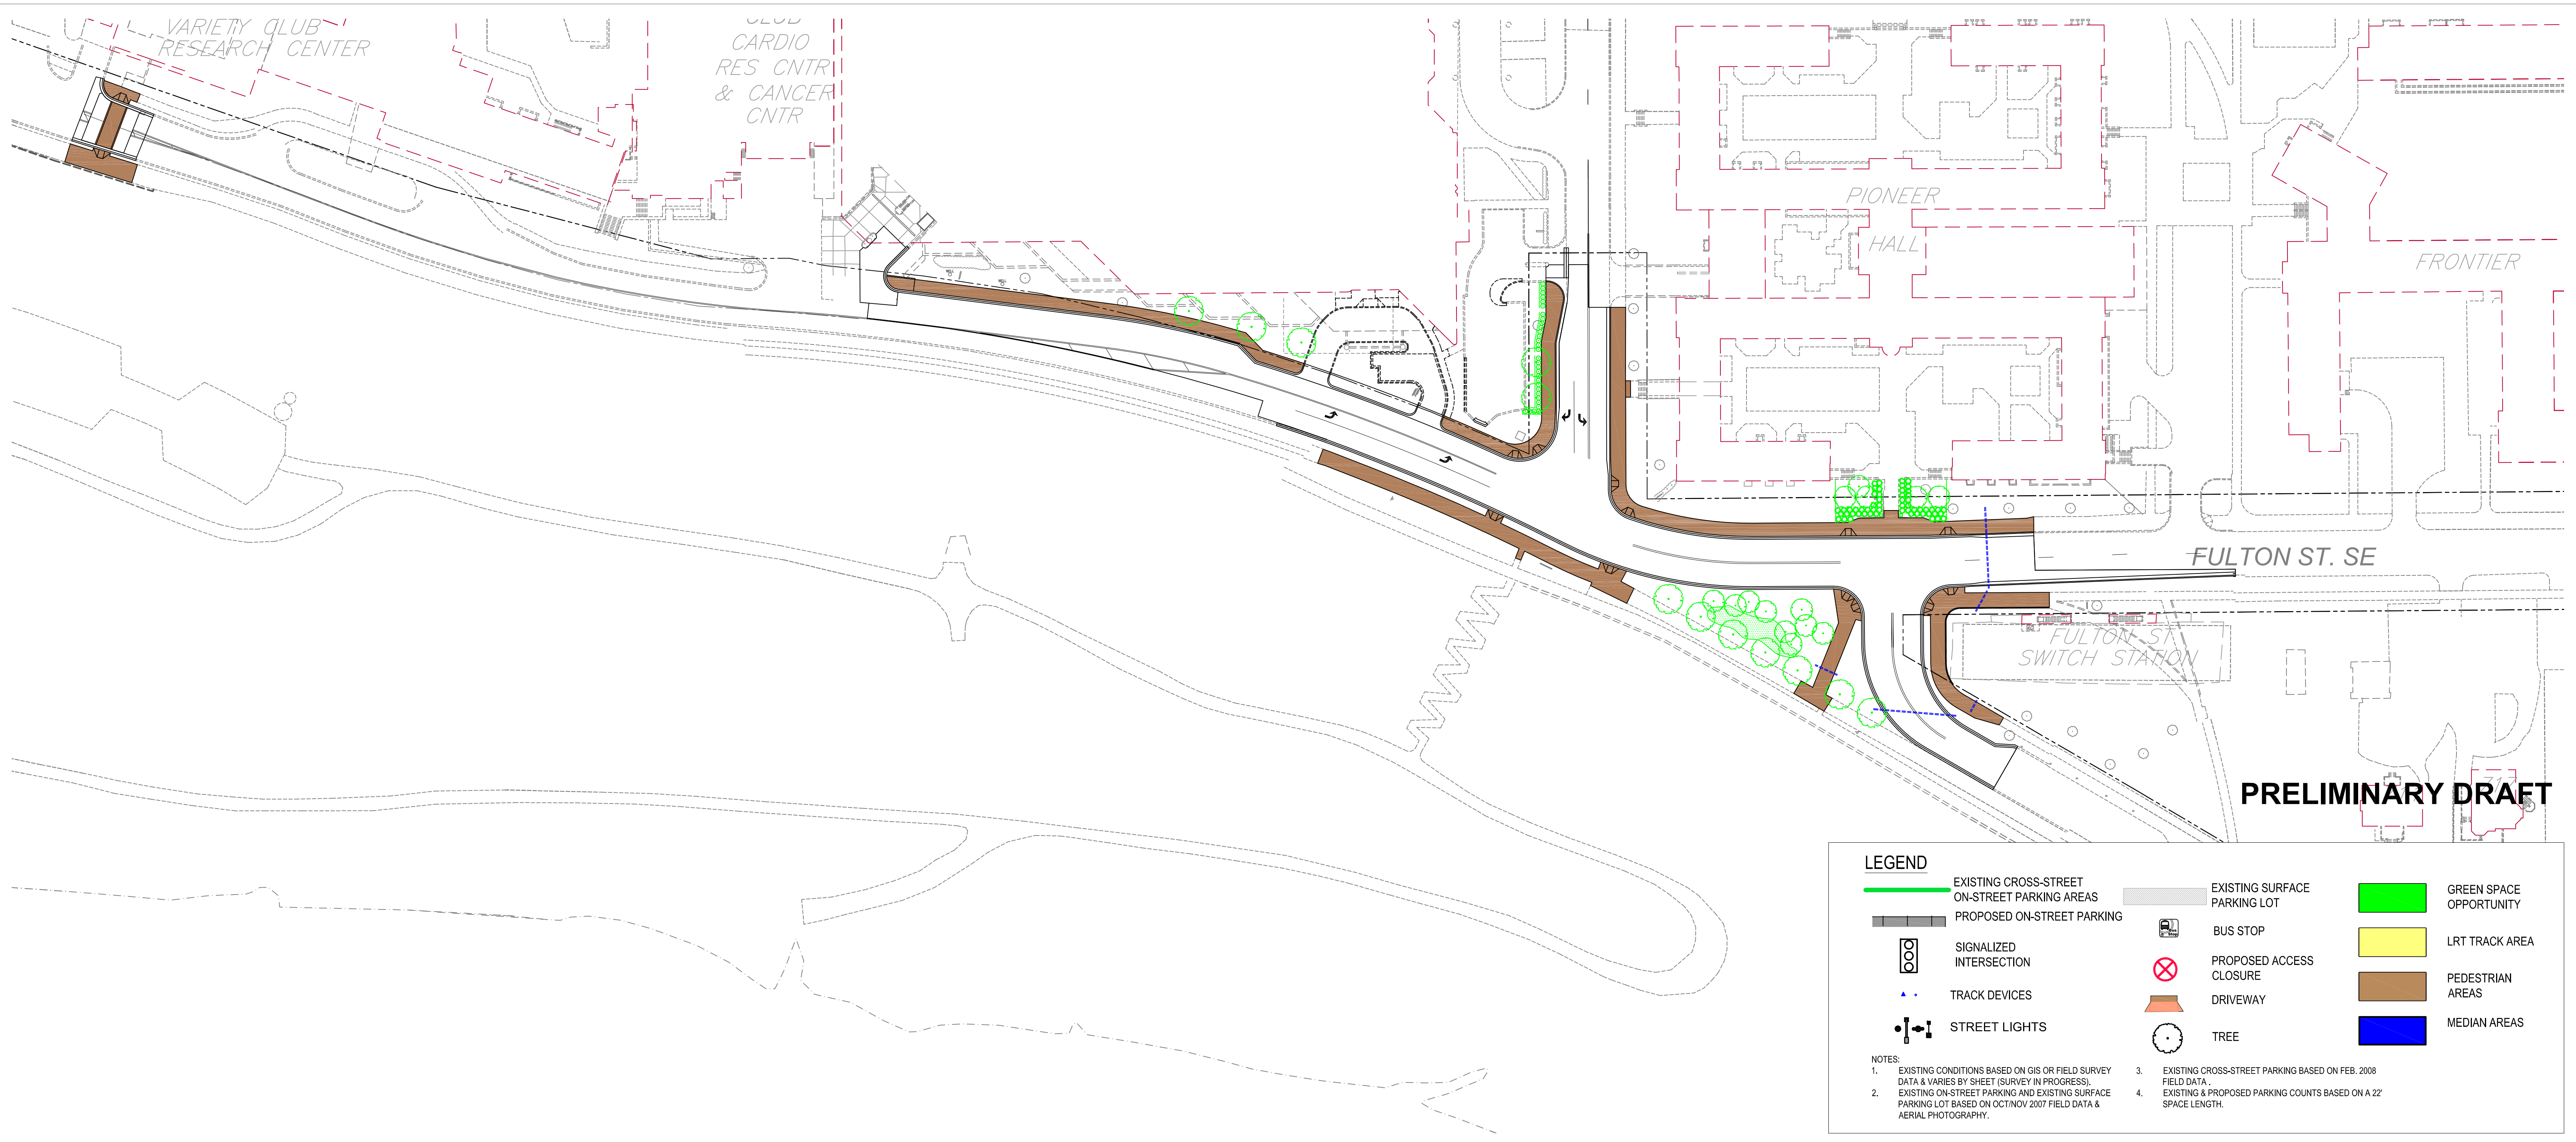 VARIETY CLUB
RESEARCH CENTER
CLUB
CARDIO
RES CNTR
& CANCER
CNTR
PIONEER
HALL
FRONTIER
FULTON ST. SE
FULTON ST
SWITCH STATION
717
PRELIMINARY DRAFT
LEGEND
EXISTING CROSS-STREET
ON-STREET PARKING AREAS
PROPOSED ON-STREET PARKING
SIGNALIZED
INTERSECTION
TRACK DEVICES
STREET LIGHTS
EXISTING SURFACE
PARKING LOT
BUS STOP
PROPOSED ACCESS
CLOSURE
DRIVEWAY
TREE
GREEN SPACE
OPPORTUNITY
LRT TRACK AREA
PEDESTRIAN
AREAS
MEDIAN AREAS
NOTES:
1. EXISTING CONDITIONS BASED ON GIS OR FIELD SURVEY
DATA & VARIES BY SHEET (SURVEY IN PROGRESS).
2. EXISTING ON-STREET PARKING AND EXISTING SURFACE
PARKING LOT BASED ON OCT/NOV 2007 FIELD DATA &
AERIAL PHOTOGRAPHY.
3. EXISTING CROSS-STREET PARKING BASED ON FEB. 2008
FIELD DATA .
4. EXISTING & PROPOSED PARKING COUNTS BASED ON A 22'
SPACE LENGTH.